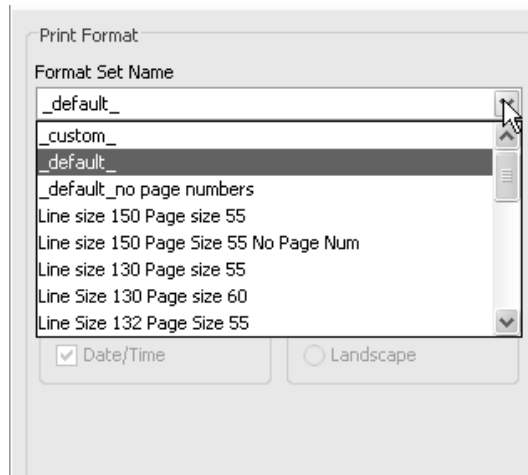 Print Format
Format Set Name
_default_
_custom_
_default_
_default_no page numbers
Line size 150 Page size 55
Line size 150 Page Size 55 No Page Num
Line size 130 Page size 55
Line Size 130 Page size 60
Line Size 132 Page Size 55
Date/Time
Landscape